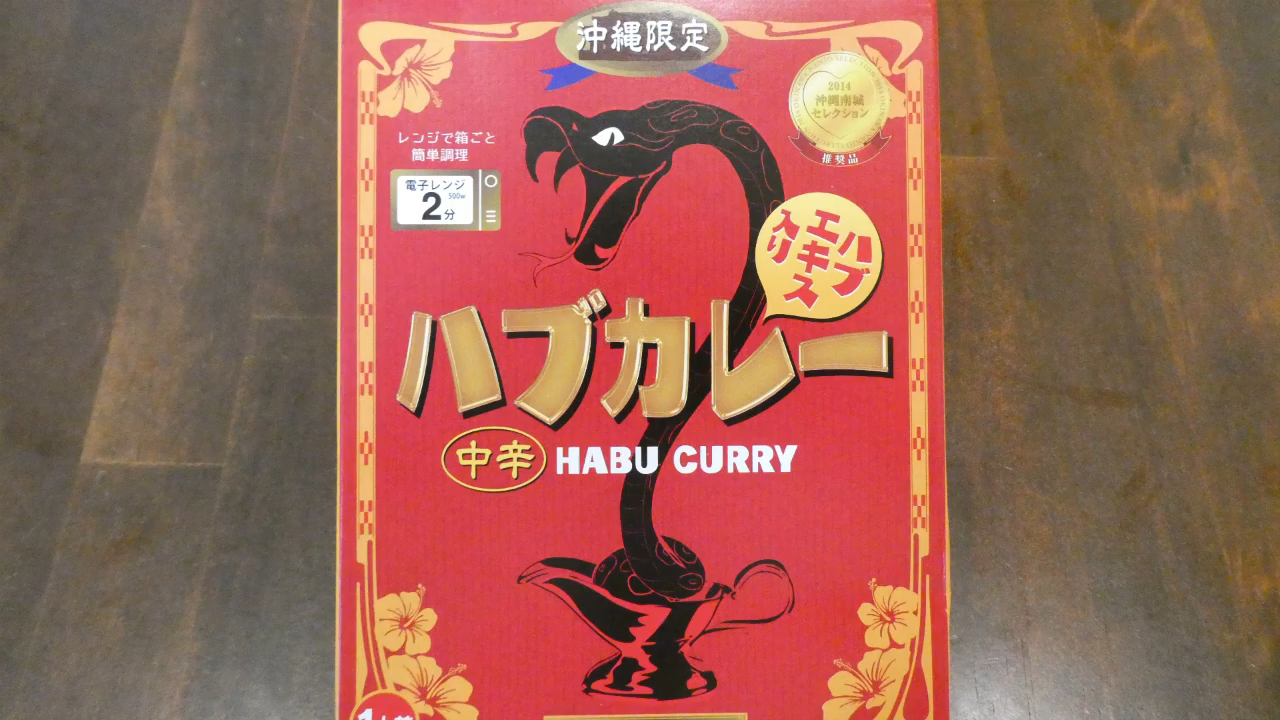 沖縄限定
2014
沖縄南城
セレクション
推奨品
レンジで箱ごと
簡単調理
電子レンジ
500w
2分
ハブ
エキス
入り
ハブカレー
中辛 HABU CURRY